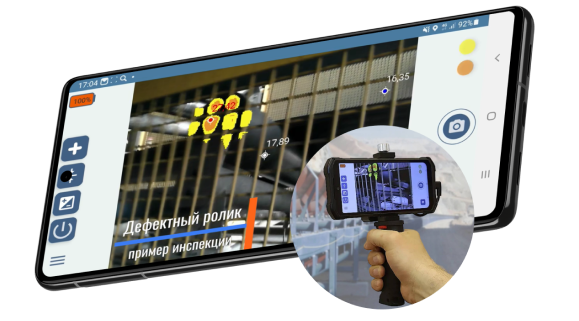 17:04
92%
100%
16,35
17,89
Дефектный ролик
пример инспекции